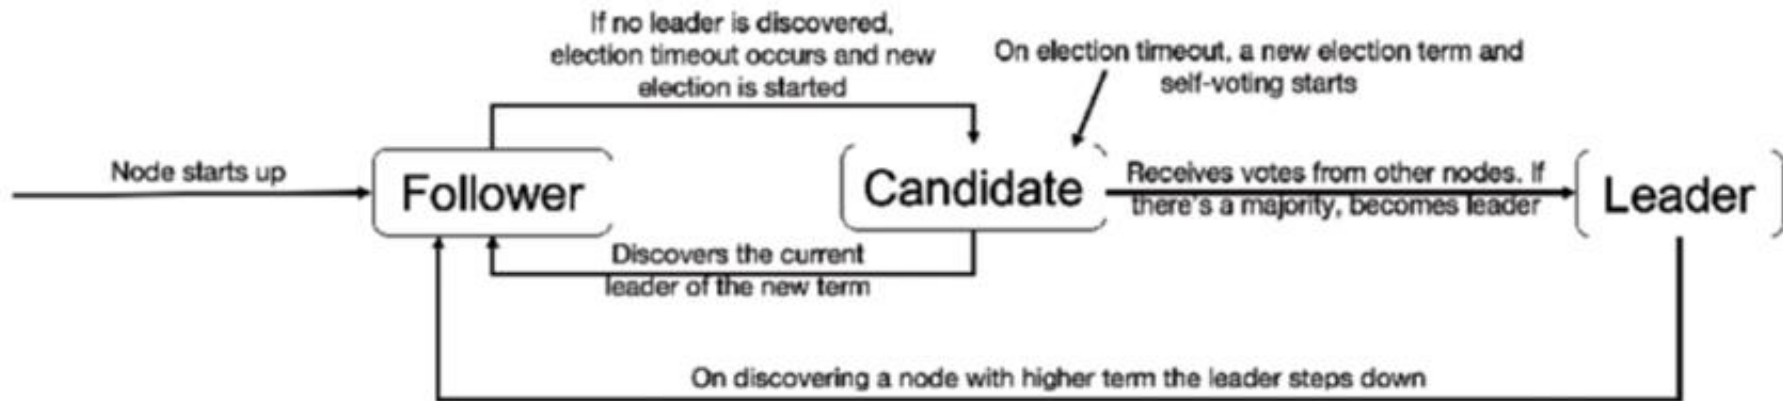 If no leader is discovered,
election timeout occurs and new
election is started
On election timeout, a new election term and
self-voting starts
Node starts up
Follower
Candidate
Receives votes from other nodes. If
there's a majority, becomes leader
Leader
Discovers the current
leader of the new term
On discovering a node with higher term the leader steps down